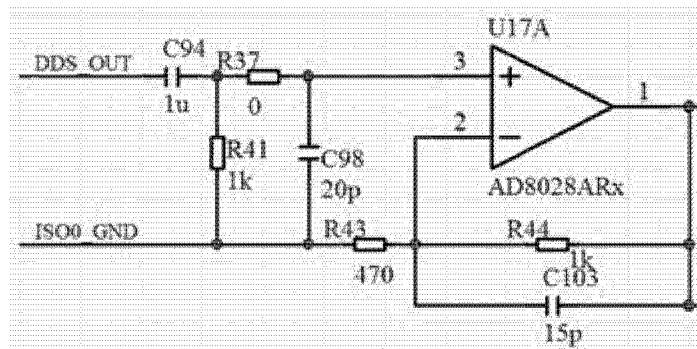 U17A
C94
R37
DDS_OUT
3
1
1u
0
2
R41
1k
C98
20p
AD8028ARx
ISO0_GND
R43
R44
470
1k
C103
15p